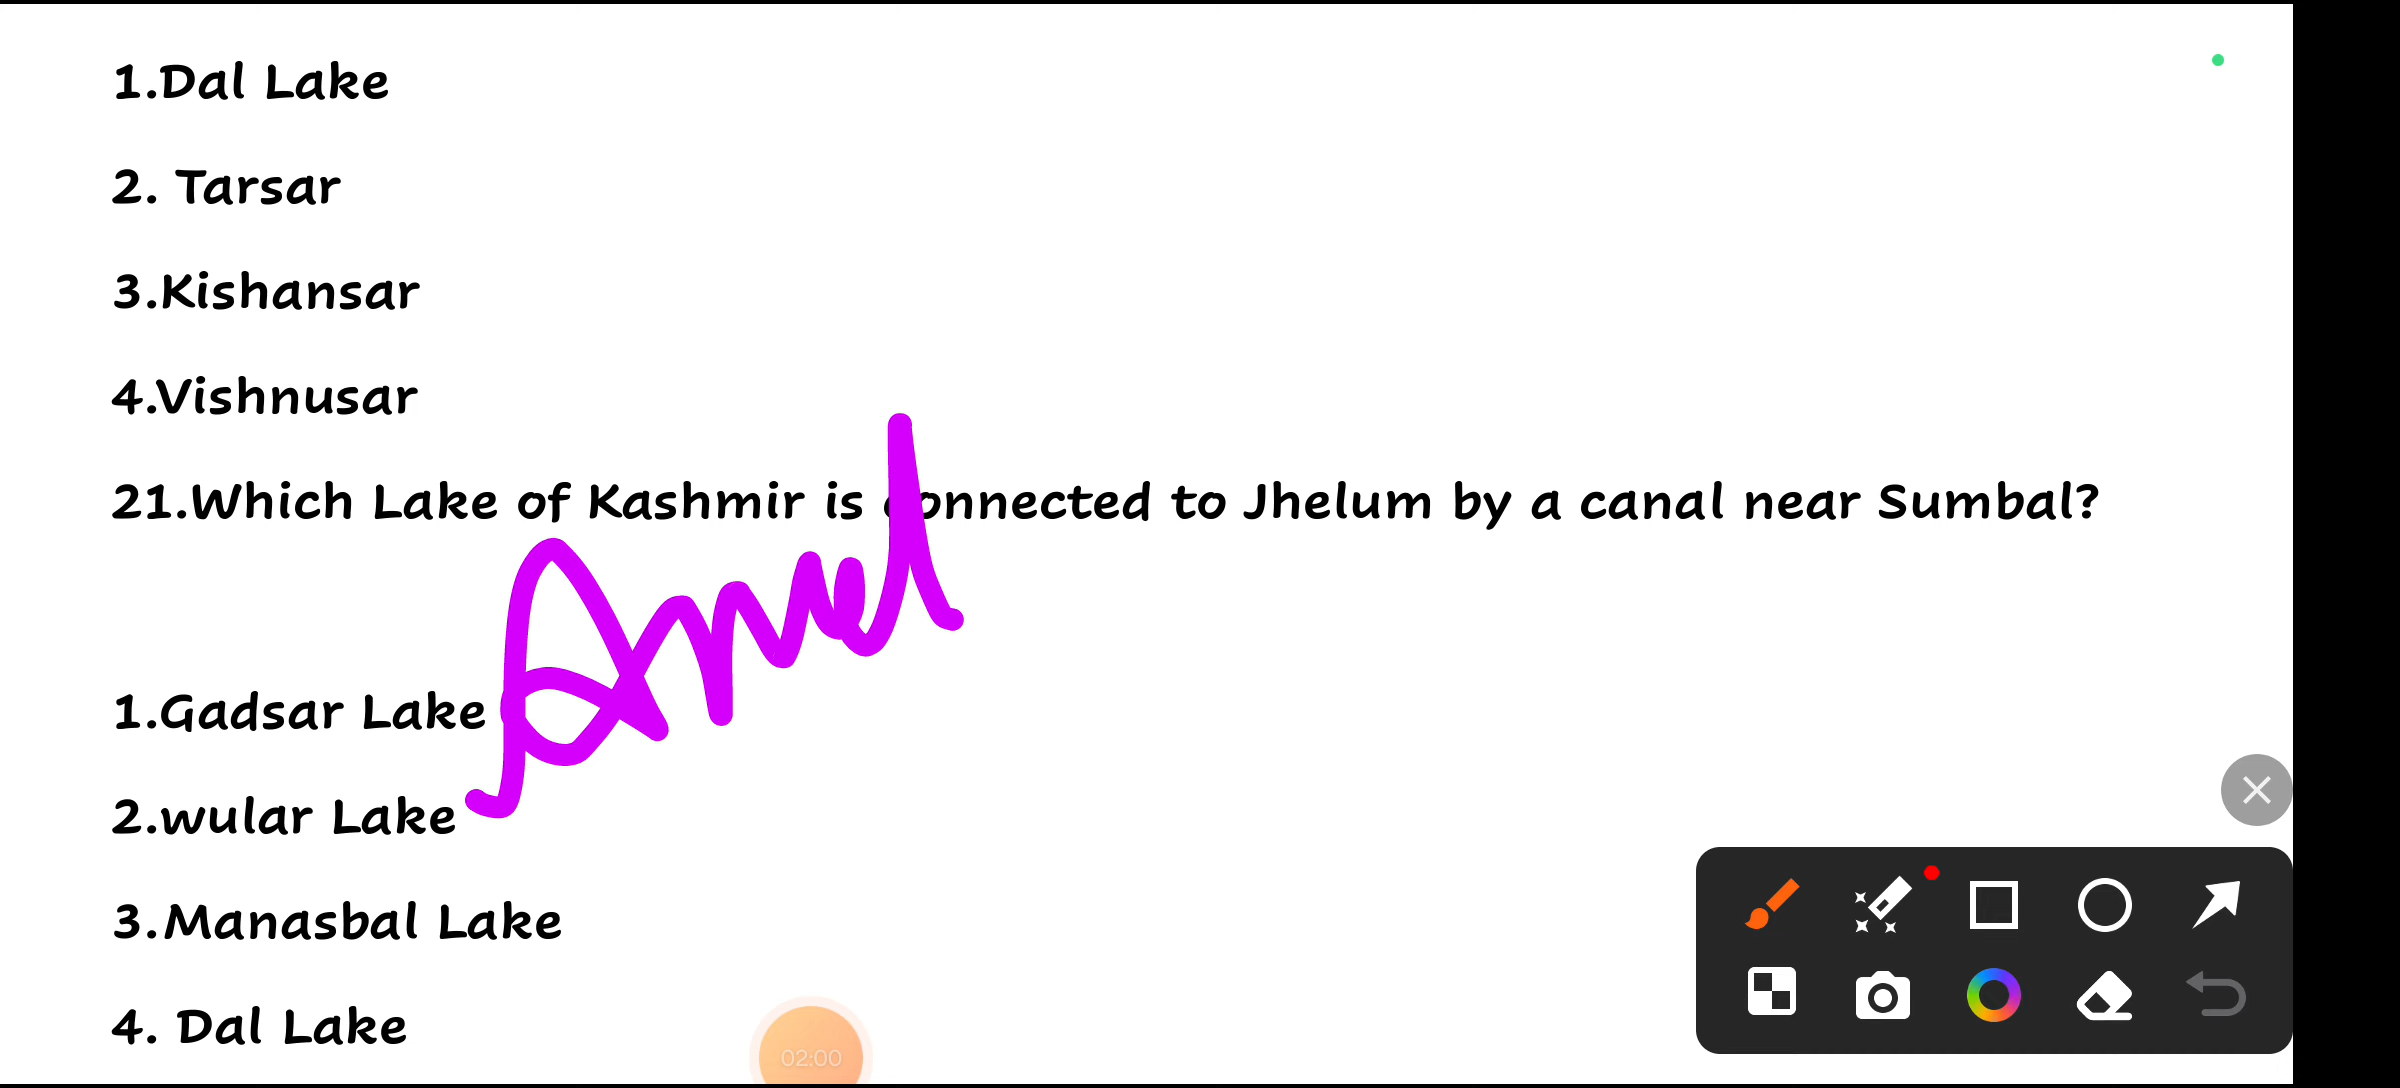 1.Dal Lake
2. Tarsar
3.Kishansar
4.Vishnusar
21.Which Lake of Kashmir is connected to Jhelum by a canal near Sumbal?
1.Gadsar Lake
2.wular Lake
3.Manasbal Lake
4. Dal Lake
02:00